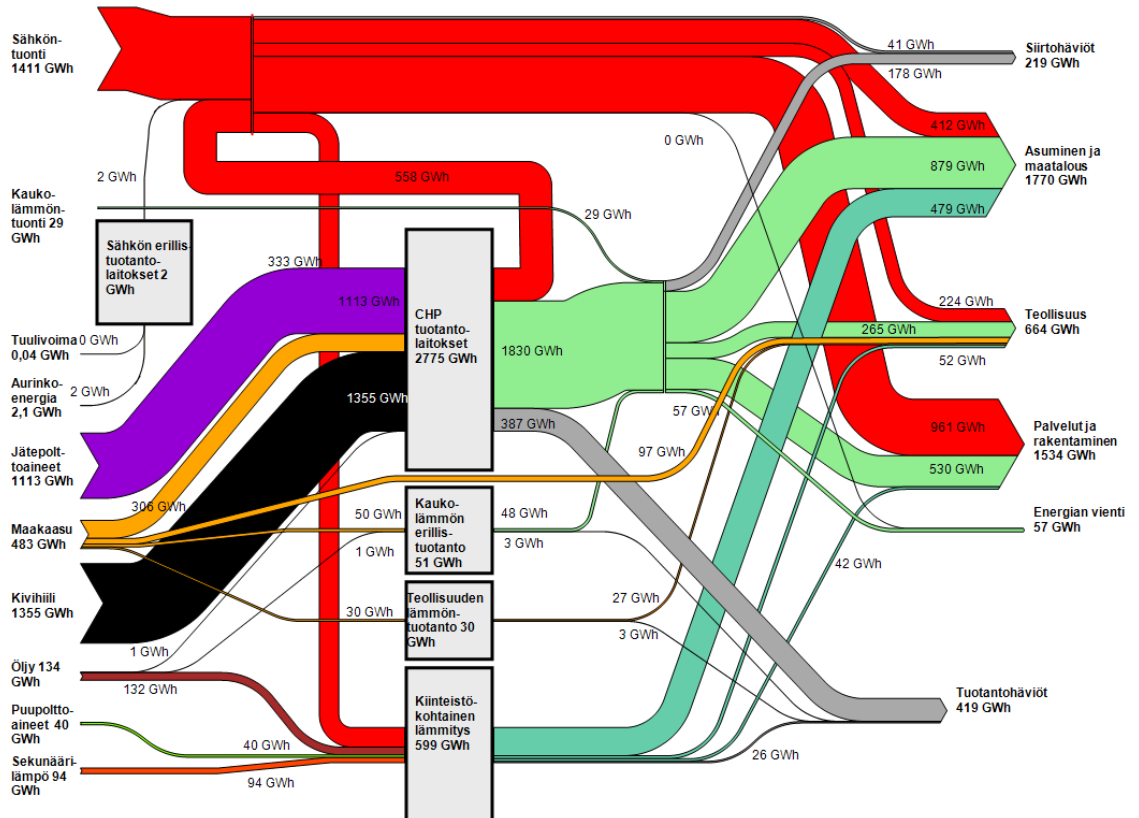 Sähkön-
tuonti
1411 GWh
Kauko-
lämmön-
tuonti 29
GWh
2 GWh
Sähkön erillis-
tuotanto-
laitokset 2
GWh
Tuulivoima
0,04 GWh
0 GWh
Aurinko-
energia
2,1 GWh
2 GWh
Jätepolt-
toaineet
1113 GWh
Maakaasu
483 GWh
Kivihiili
1355 GWh
Öljy 134
GWh
Puupoltto-
aineet 40
GWh
Sekunääri-
lämpö 94
GWh
558 GWh
333 GWh
1113 GWh
306 GWh
1355 GWh
1 GWh
132 GWh
40 GWh
94 GWh
50 GWh
1 GWh
30 GWh
CHP
tuotanto-
laitokset
2775 GWh
Kauko-
lämmön
erillis-
tuotanto
51 GWh
Teollisuuden
lämmön-
tuotanto 30
GWh
Kiinteistö-
kohtainen
lämmitys
599 GWh
29 GWh
1830 GWh
387 GWh
48 GWh
3 GWh
27 GWh
3 GWh
97 GWh
57 GWh
0 GWh
26 GWh
42 GWh
41 GWh
178 GWh
412 GWh
879 GWh
479 GWh
224 GWh
265 GWh
52 GWh
961 GWh
530 GWh
Siirtohäviöt
219 GWh
Asuminen ja
maatalous
1770 GWh
Teollisuus
664 GWh
Palvelut ja
rakentaminen
1534 GWh
Energian vienti
57 GWh
Tuotantohäviöt
419 GWh